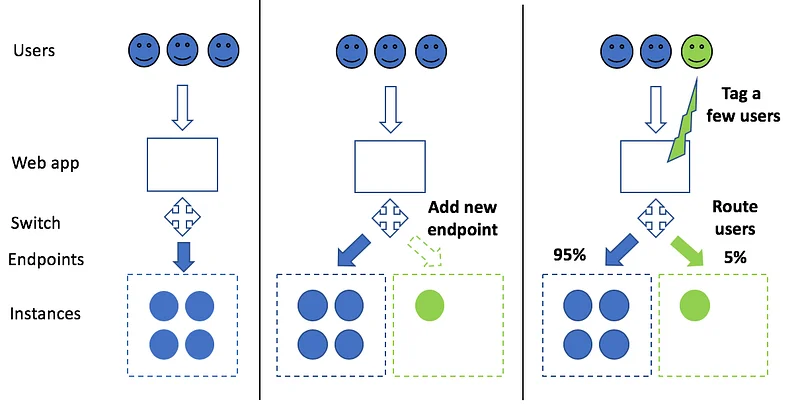 Users
Web app
Switch
Endpoints
Instances
Add new
endpoint
Tag a
few users
Route
users
95%
5%